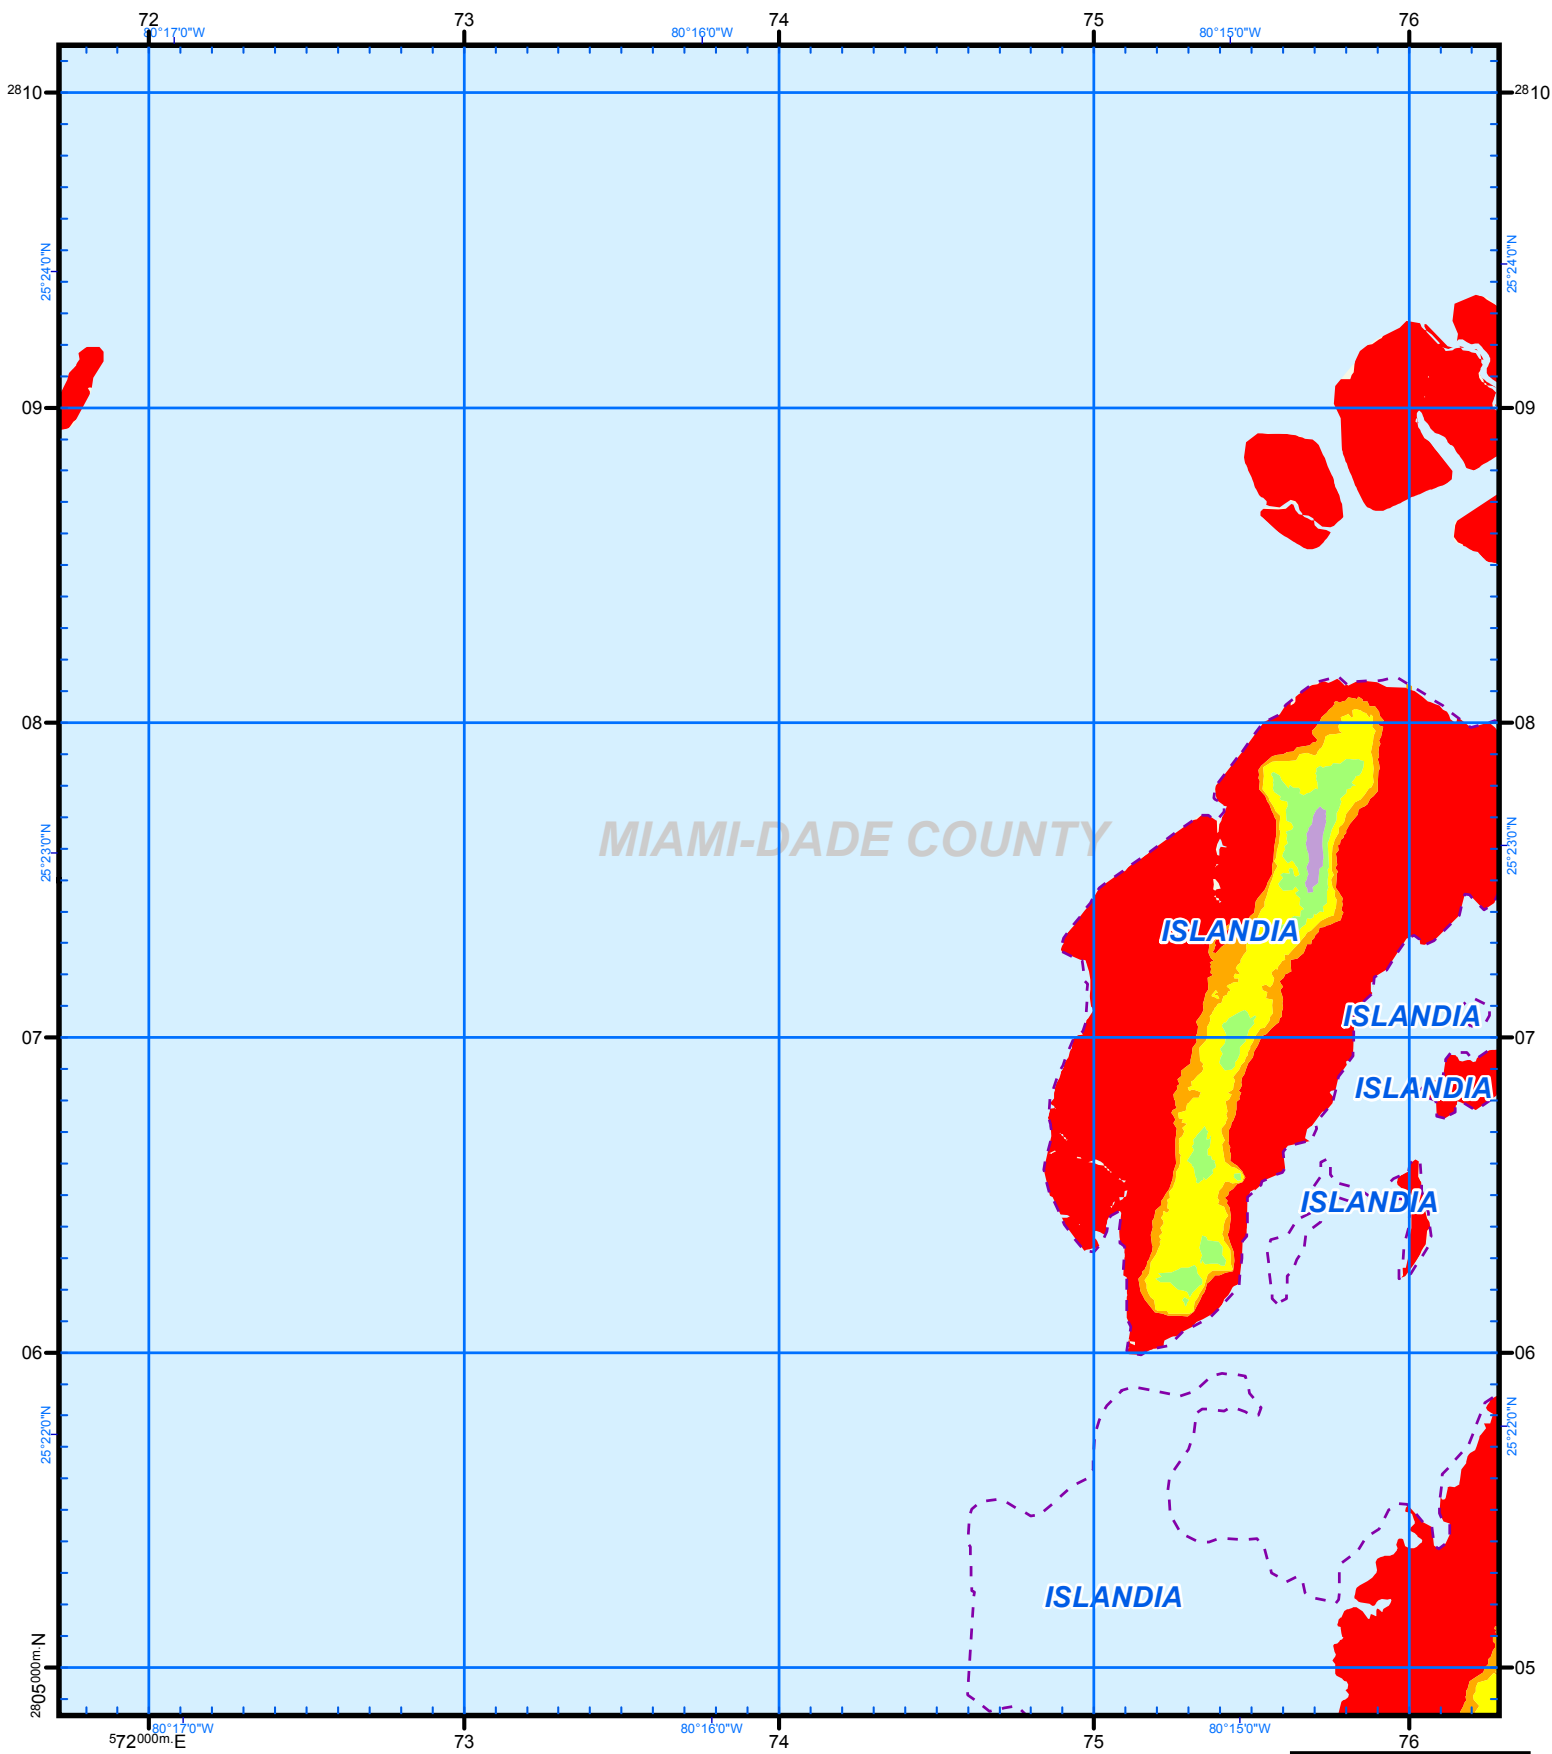 72 73 74 75 76
80°17'0"W 80°16'0"W 80°15'0"W
2810 2810
25°24'0"N 25°24'0"N
09 09
08 08
MIAMI-DADE COUNTY
25°23'0"N 25°23'0"N
ISLANDIA
ISLANDIA
07 07
ISLANDIA
ISLANDIA
06 06
25°22'0"N 25°22'0"N
ISLANDIA
2805000m.N 05
80°17'0"W 80°16'0"W 80°15'0"W
572000m.E 73 74 75 76